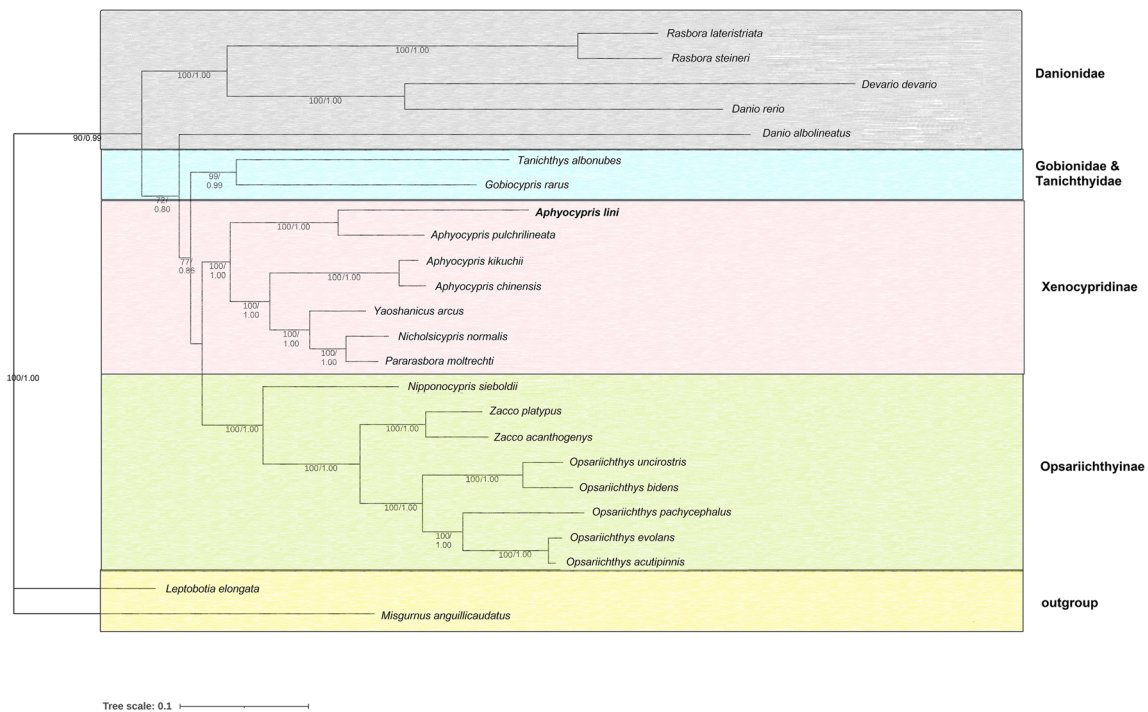 Rasbora lateristriata
100/1.00
Rasbora steineri
100/1.00
Danionidae
Devario devario
100/1.00
Danio rerio
Danio albolineatus
90/0.99
Tanichthys albonubes
Gobionidae &
Tanichthyidae
99/
0.99
Gobiocypris rarus
72/
0.80
Aphyocypris lini
100/1.00
Aphyocypris pulchrilineata
77/
0.86
100/
1.00
Aphyocypris kikuchii
100/1.00
Aphyocypris chinensis
Xenocypridinae
100/
1.00
Yaoshanicus arcus
100/
1.00
Nicholsicypris normalis
100/
1.00
Pararasbora moltrechti
100/1.00
Nipponocypris sieboldii
Zacco platypus
100/1.00
100/1.00
Zacco acanthogenys
Opsariichthys uncirostris
100/1.00
Opsariichthyinae
100/1.00
Opsariichthys bidens
100/1.00
Opsariichthys pachycephalus
100/
1.00
Opsariichthys evolans
100/1.00
Opsariichthys acutipinnis
Leptobotia elongata
outgroup
Misgurnus anguillicaudatus
Tree scale: 0.1